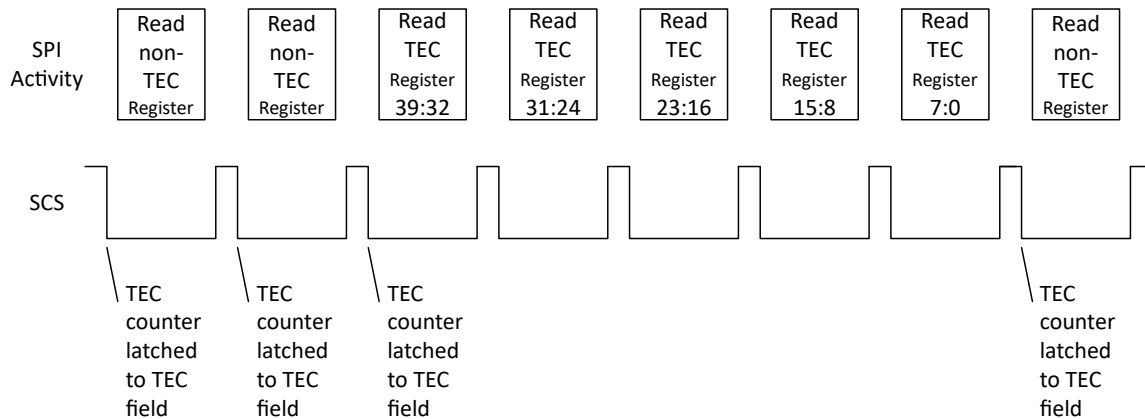 SPI
Activity
Read
non-
TEC
Register
Read
non-
TEC
Register
Read
TEC
Register
39:32
Read
TEC
Register
31:24
Read
TEC
Register
23:16
Read
TEC
Register
15:8
Read
TEC
Register
7:0
Read
non-
TEC
Register
SCS
TEC
counter
latched
to TEC
field
TEC
counter
latched
to TEC
field
TEC
counter
latched
to TEC
field
TEC
counter
latched
to TEC
field